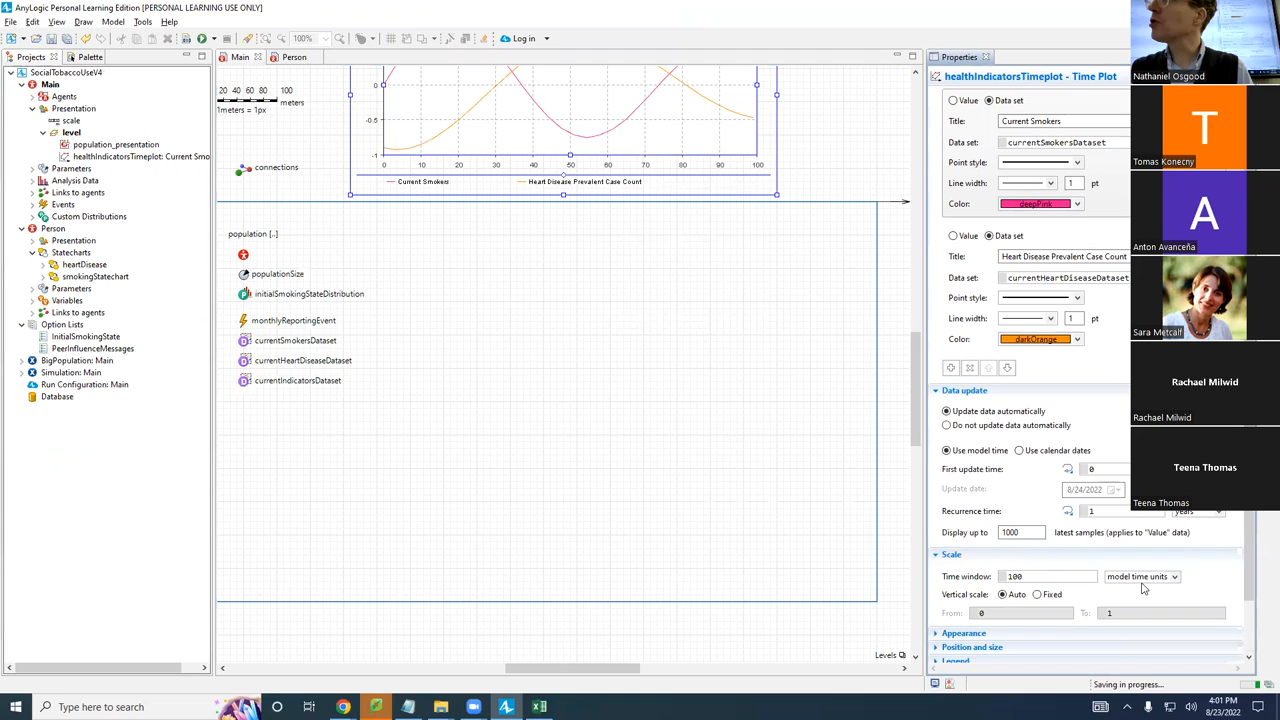 AnyLogic Personal Learning Edition [PERSONAL LEARNING USE ONLY]
File Edit View Draw Model Tools Help
100%
Log in
Projects Palette
Main Person
Properties
SocialTobaccoUseV4
Main
Agents
Presentation
scale
level
population_presentation
healthIndicatorsTimeplot: Current Smo
Parameters
Analysis Data
Links to agents
Events
Custom Distributions
Person
Presentation
Statecharts
heartDisease
smokingStatechart
Parameters
Variables
Links to agents
Option Lists
InitialSmokingState
PeerInfluenceMessages
BigPopulation: Main
Simulation: Main
Run Configuration: Main
Database
20 40 60 80 100
meters
1meters = 1px
0
-0.5
-1
0 10 20 30 40 50 60 70 80 90 100
Current Smokers Heart Disease Prevalent Case Count
connections
population [..]
populationSize
initialSmokingStateDistribution
monthlyReportingEvent
currentSmokersDataset
currentHeartDiseaseDataset
currentIndicatorsDataset
Levels
healthIndicatorsTimeplot - Time Plot
Value Data set
Title: Current Smokers
Data set: currentSmokersDataset
Point style:
Line width: 1 pt
Color: deepPink
Value Data set
Title: Heart Disease Prevalent Case Count
Data set: currentHeartDiseaseDataset
Point style:
Line width: 1 pt
Color: darkOrange
Data update
Update data automatically
Do not update data automatically
Use model time Use calendar dates
First update time: 0
Update date: 8/24/2022
Recurrence time: 1 years
Display up to 1000 latest samples (applies to "Value" data)
Scale
Time window: 100 model time units
Vertical scale: Auto Fixed
From: 0 To: 1
Appearance
Position and size
Legend
Saving in progress...
Nathaniel Osgood
T
Tomas Konecny
A
Anton Avanceña
Sara Metcalf
Rachael Milwid
Rachael Milwid
Teena Thomas
Teena Thomas
Type here to search
4:01 PM
8/23/2022